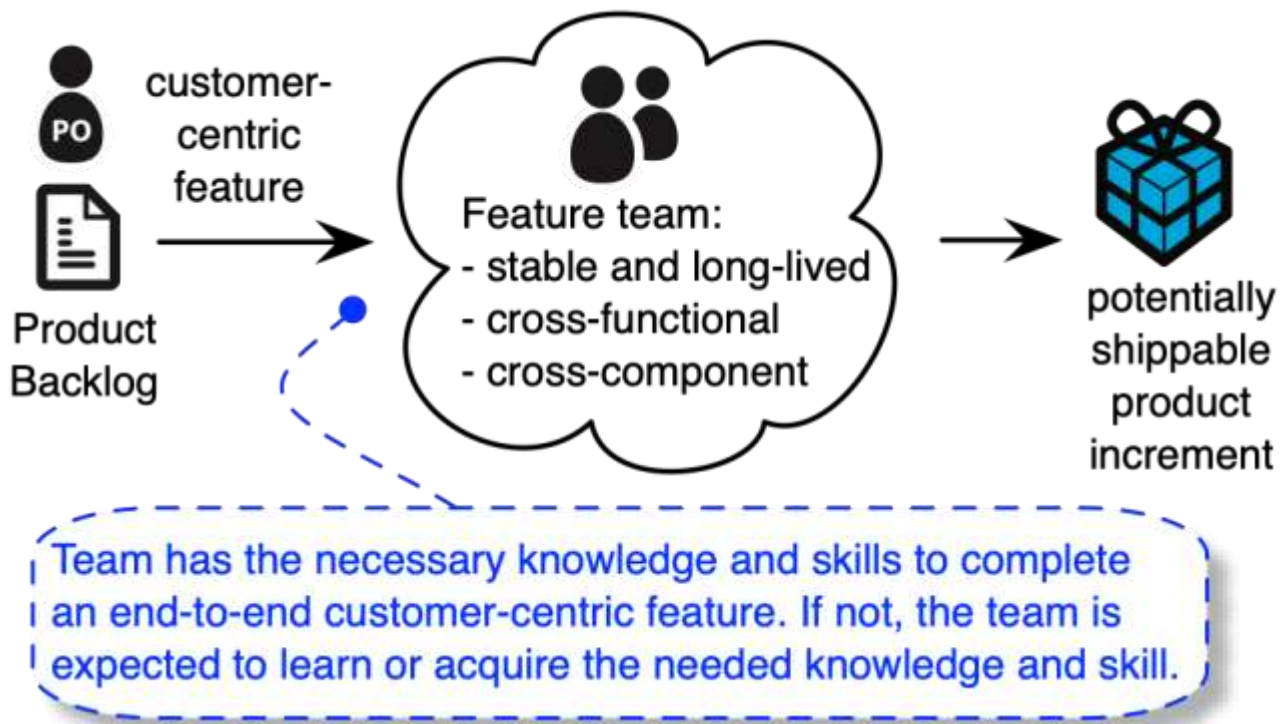 PO
Product
Backlog
customer-
centric
feature
Feature team:
- stable and long-lived
- cross-functional
- cross-component
potentially
shippable
product
increment
Team has the necessary knowledge and skills to complete
an end-to-end customer-centric feature. If not, the team is
expected to learn or acquire the needed knowledge and skill.